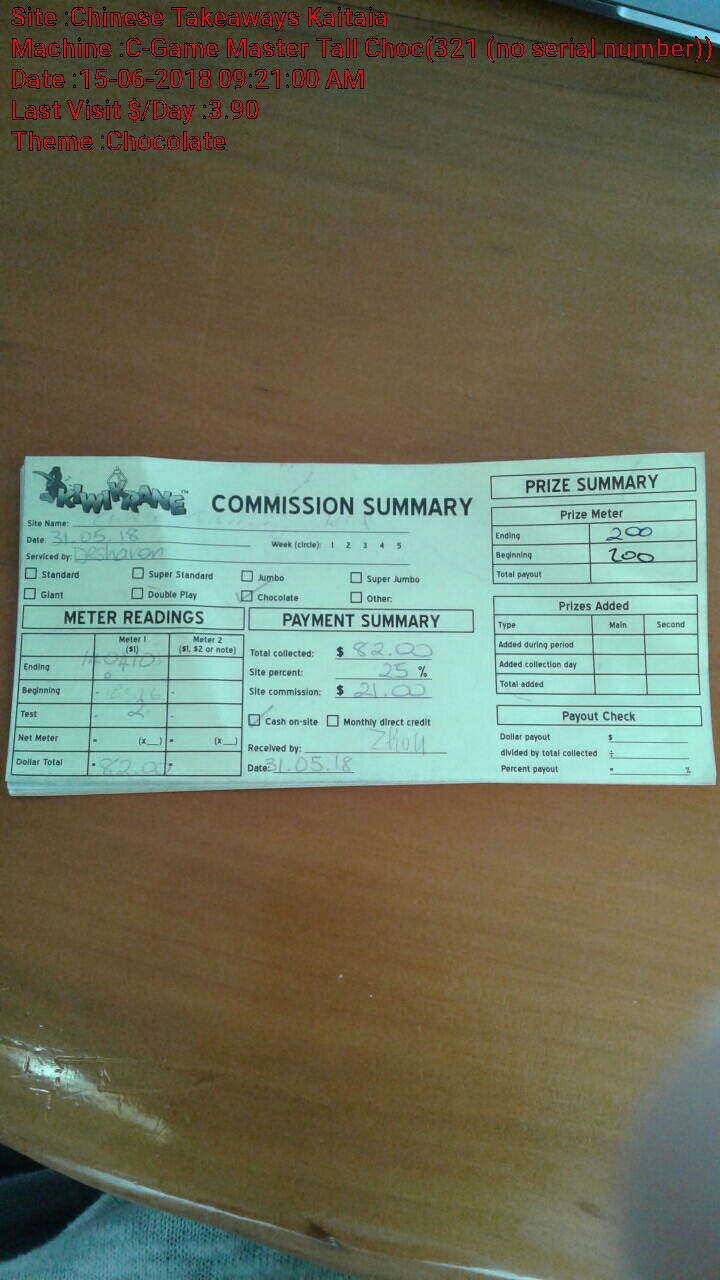 Site :Chinese Takeaways Kaitaia
Machine :C-Game Master Tall Choc(321 (no serial number))
Date :15-06-2018 09:21:00 AM
Last Visit $/Day :3.90
Theme :Chocolate
KIWIKRANE™
COMMISSION SUMMARY
Site Name:
Date: 31.05.18
Week (circle): 1 2 3 4 5
Serviced by:
Standard
Super Standard
Jumbo
Super Jumbo
Giant
Double Play
Chocolate
Other:
METER READINGS
Meter 1 ($1)
Meter 2 ($1, $2 or note)
Ending
Beginning - -
Test - 2 -
Net Meter = (x__) = (x__)
Dollar Total = 82.00 =
PAYMENT SUMMARY
Total collected: $ 82.00
Site percent: 25 %
Site commission: $ 21.00
Cash on-site
Monthly direct credit
Received by: Zhou
Date: 31.05.18
PRIZE SUMMARY
Prize Meter
Ending 200
Beginning 200
Total payout
Prizes Added
Type Main Second
Added during period
Added collection day
Total added
Payout Check
Dollar payout $
divided by total collected ÷
Percent payout = %